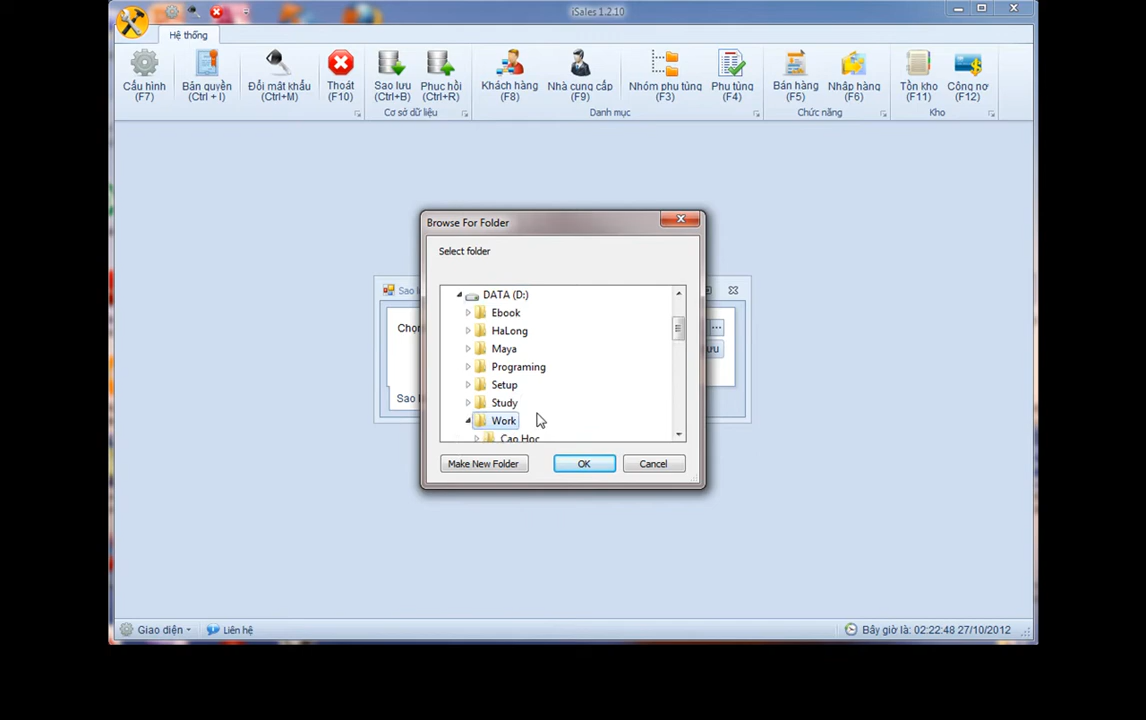 iSales 1.2.10
Hệ thống
Cấu hình
(F7)
Bản quyền
(Ctrl + I)
Đổi mật khẩu
(Ctrl+M)
Thoát
(F10)
Sao lưu
(Ctrl+B)
Phục hồi
(Ctrl+R)
Khách hàng
(F8)
Nhà cung cấp
(F9)
Nhóm phụ tùng
(F3)
Phụ tùng
(F4)
Bán hàng
(F5)
Nhập hàng
(F6)
Tồn kho
(F11)
Công nợ
(F12)
Cơ sở dữ liệu
Danh mục
Chức năng
Kho
Browse For Folder
Select folder
Sao l
Chọn
...
ưu
Sao l
DATA (D:)
Ebook
HaLong
Maya
Programing
Setup
Study
Work
Cao Hoc
Make New Folder
OK
Cancel
Giao diện
Liên hệ
Bây giờ là: 02:22:48 27/10/2012